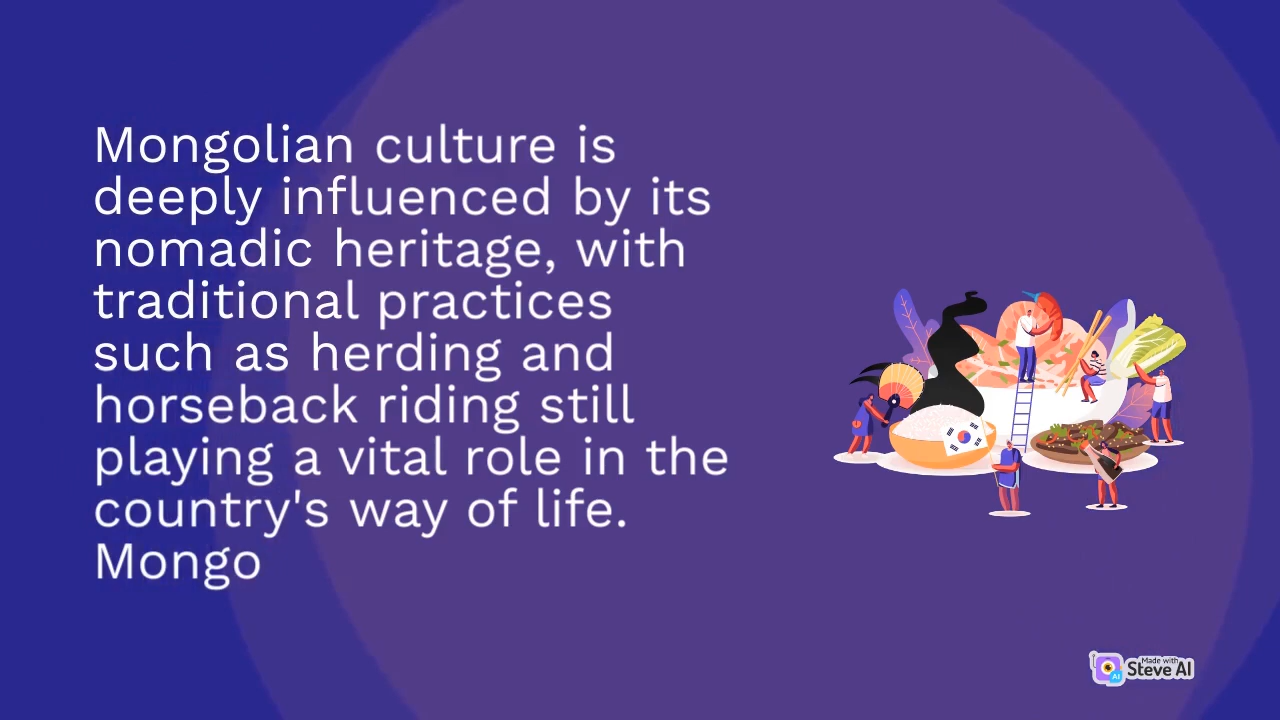 Mongolian culture is
deeply influenced by its
nomadic heritage, with
traditional practices
such as herding and
horseback riding still
playing a vital role in the
country's way of life.
Mongo
Made with
Steve AI
AI